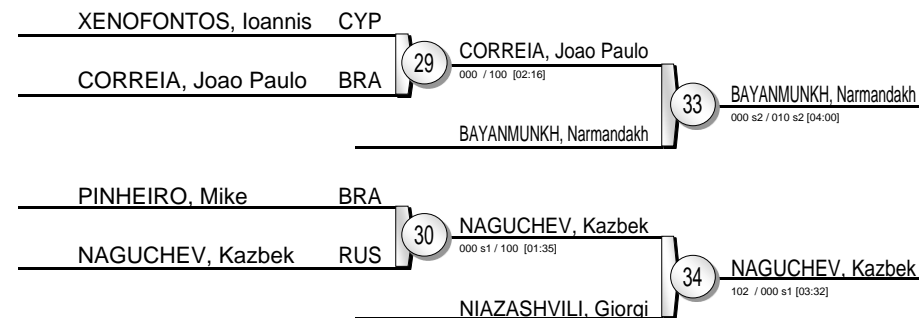 XENOFONTOS, Ioannis CYP
29
CORREIA, Joao Paulo
000 / 100 [02:16]
CORREIA, Joao Paulo BRA
33
BAYANMUNKH, Narmandakh
000 s2 / 010 s2 [04:00]
BAYANMUNKH, Narmandakh
PINHEIRO, Mike BRA
30
NAGUCHEV, Kazbek
000 s1 / 100 [01:35]
NAGUCHEV, Kazbek RUS
34
NAGUCHEV, Kazbek
102 / 000 s1 [03:32]
NIAZASHVILI, Giorgi